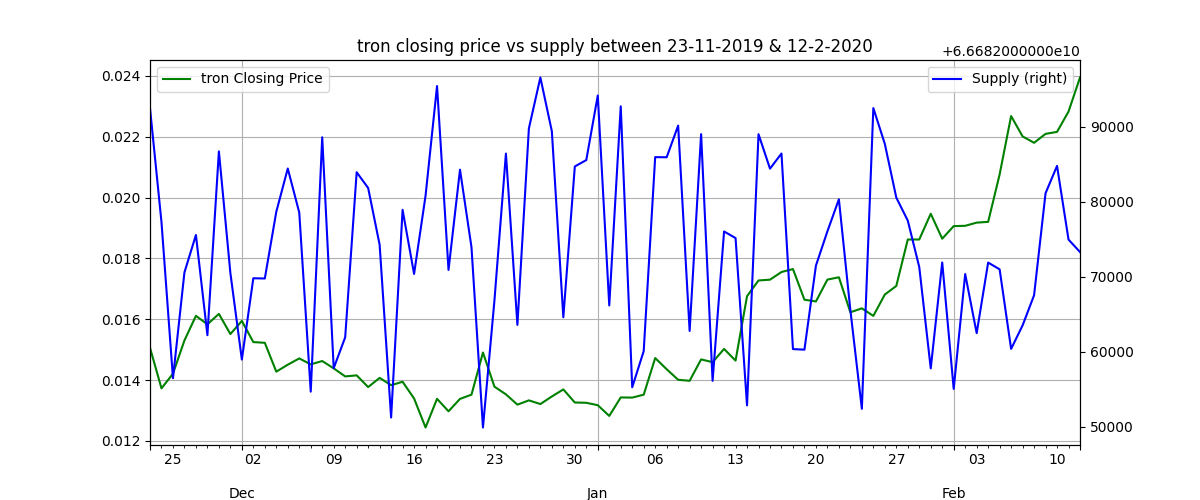 tron closing price vs supply between 23-11-2019 & 12-2-2020
+6.6682000000e10
tron Closing Price
Supply (right)
0.024
0.022
0.020
0.018
0.016
0.014
0.012
90000
80000
70000
60000
50000
25 02 09 16 23 30 06 13 20 27 03 10
Dec Jan Feb